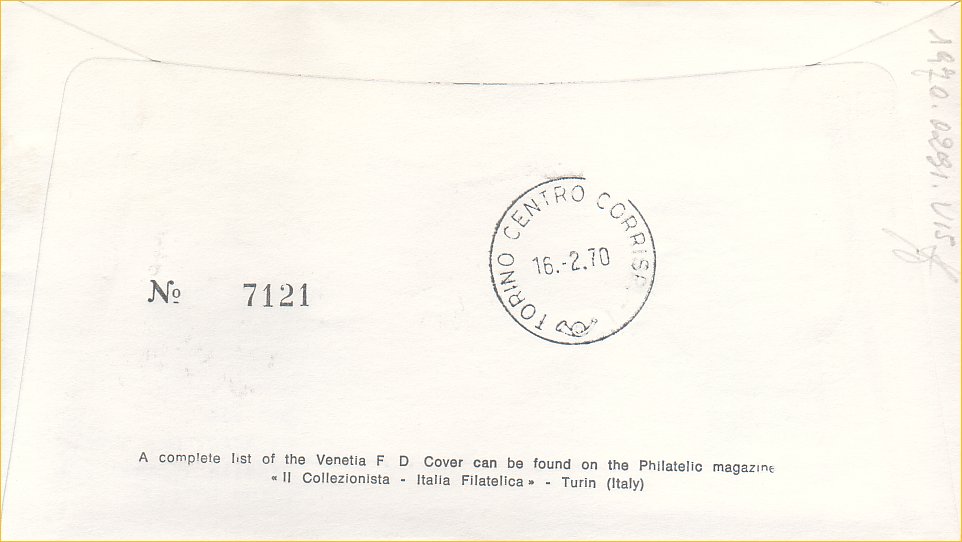 1970.0291.V15
TORINO CENTRO CORRISP.
16.-2.70
No 7121
A complete list of the Venetia F D Cover can be found on the Philatelic magazine
« Il Collezionista - Italia Filatelica » - Turin (Italy)